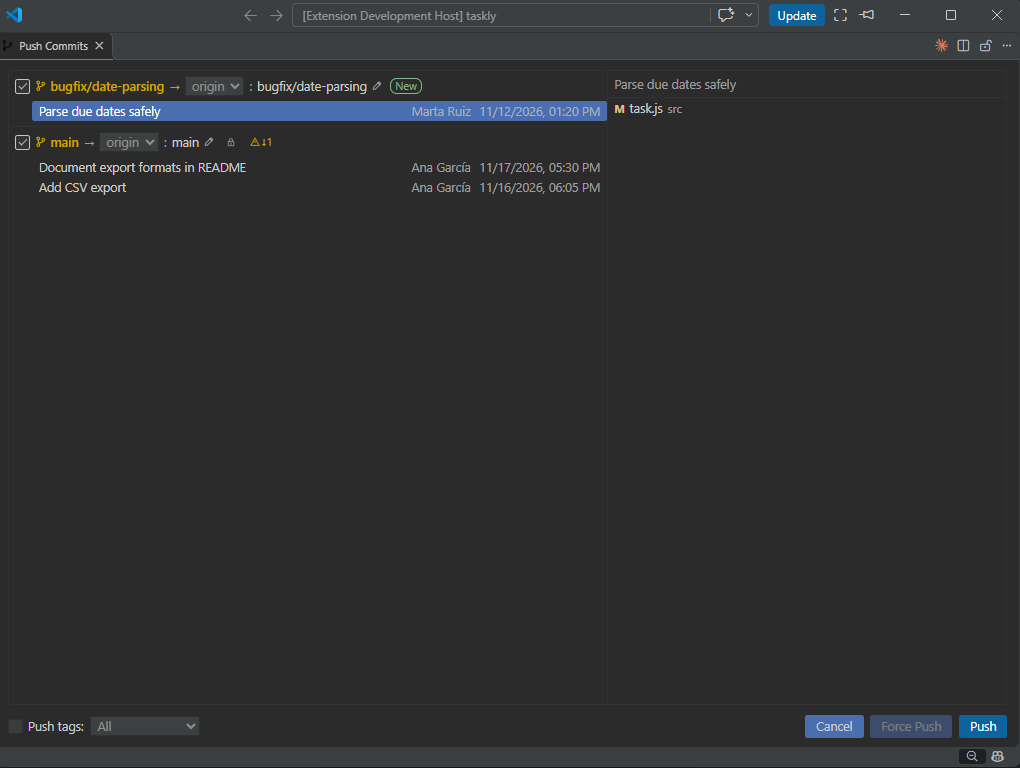 [Extension Development Host] taskly
Update
Push Commits
bugfix/date-parsing → origin : bugfix/date-parsing New
Parse due dates safely Marta Ruiz 11/12/2026, 01:20 PM
main → origin : main ↓1
Document export formats in README Ana García 11/17/2026, 05:30 PM
Add CSV export Ana García 11/16/2026, 06:05 PM
Parse due dates safely
M task.js src
Push tags: All
Cancel Force Push Push